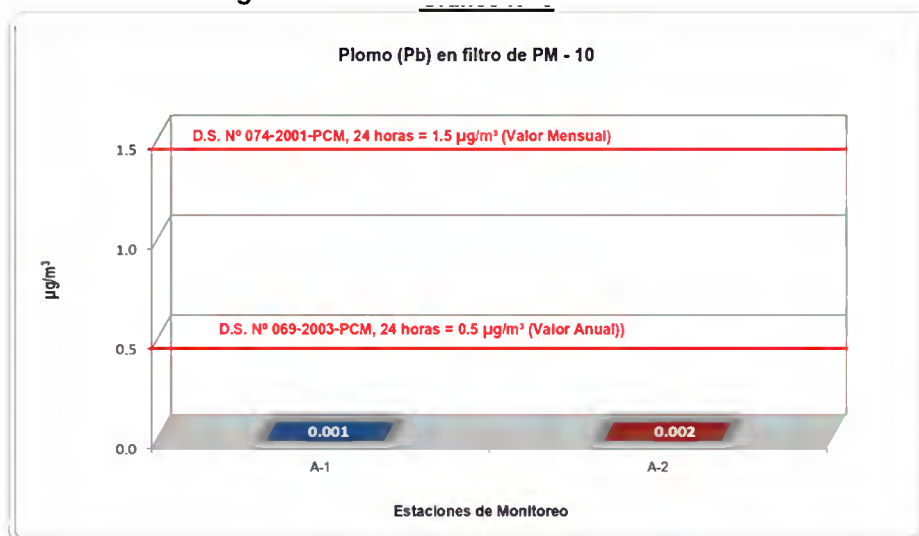 Plomo (Pb) en filtro de PM - 10
D.S. Nº 074-2001-PCM, 24 horas = 1.5 µg/m³ (Valor Mensual)
1.5
1.0
µg/m³
D.S. Nº 069-2003-PCM, 24 horas = 0.5 µg/m³ (Valor Anual))
0.5
0.001
0.002
0.0
A-1
A-2
Estaciones de Monitoreo